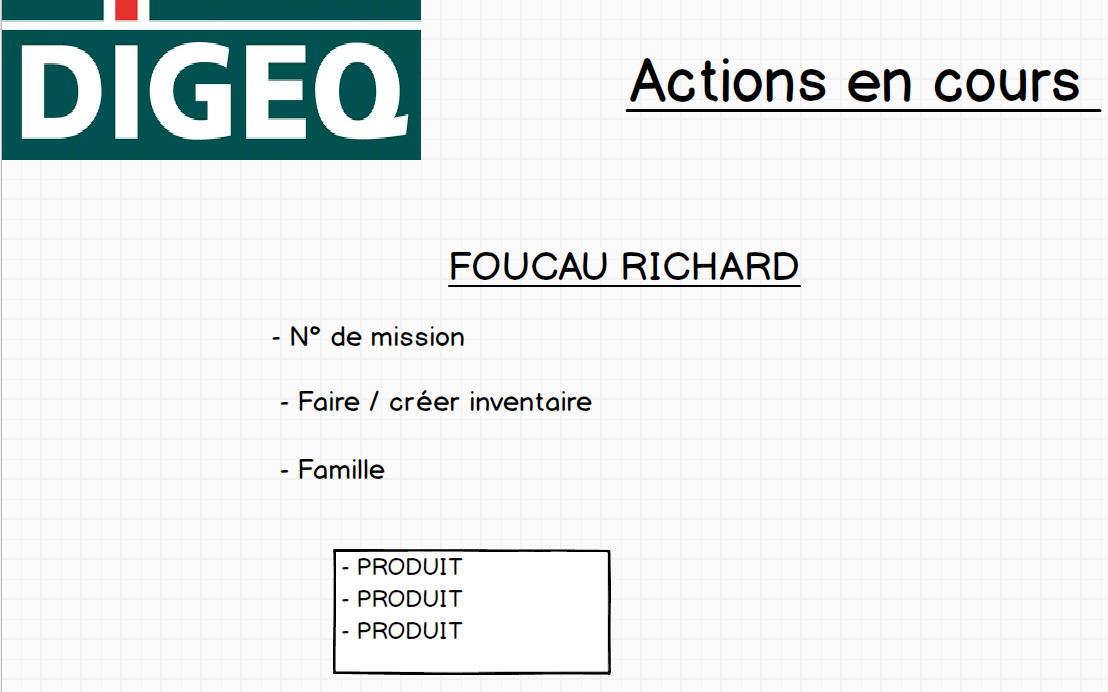 DIGEQ
Actions en cours
FOUCAU RICHARD
- N° de mission
- Faire / créer inventaire
- Famille
- PRODUIT
- PRODUIT
- PRODUIT